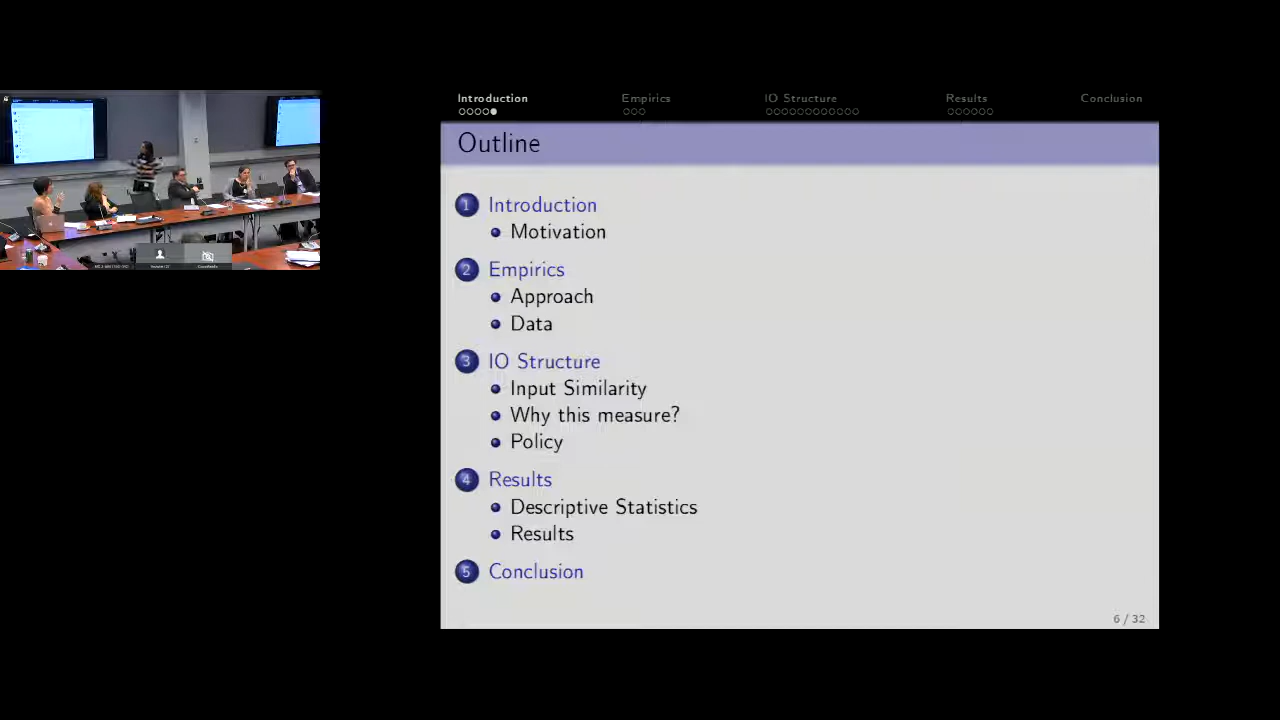 Introduction Empirics IO Structure Results Conclusion
Outline
1 Introduction
Motivation
2 Empirics
Approach
Data
3 IO Structure
Input Similarity
Why this measure?
Policy
4 Results
Descriptive Statistics
Results
5 Conclusion
6 / 32